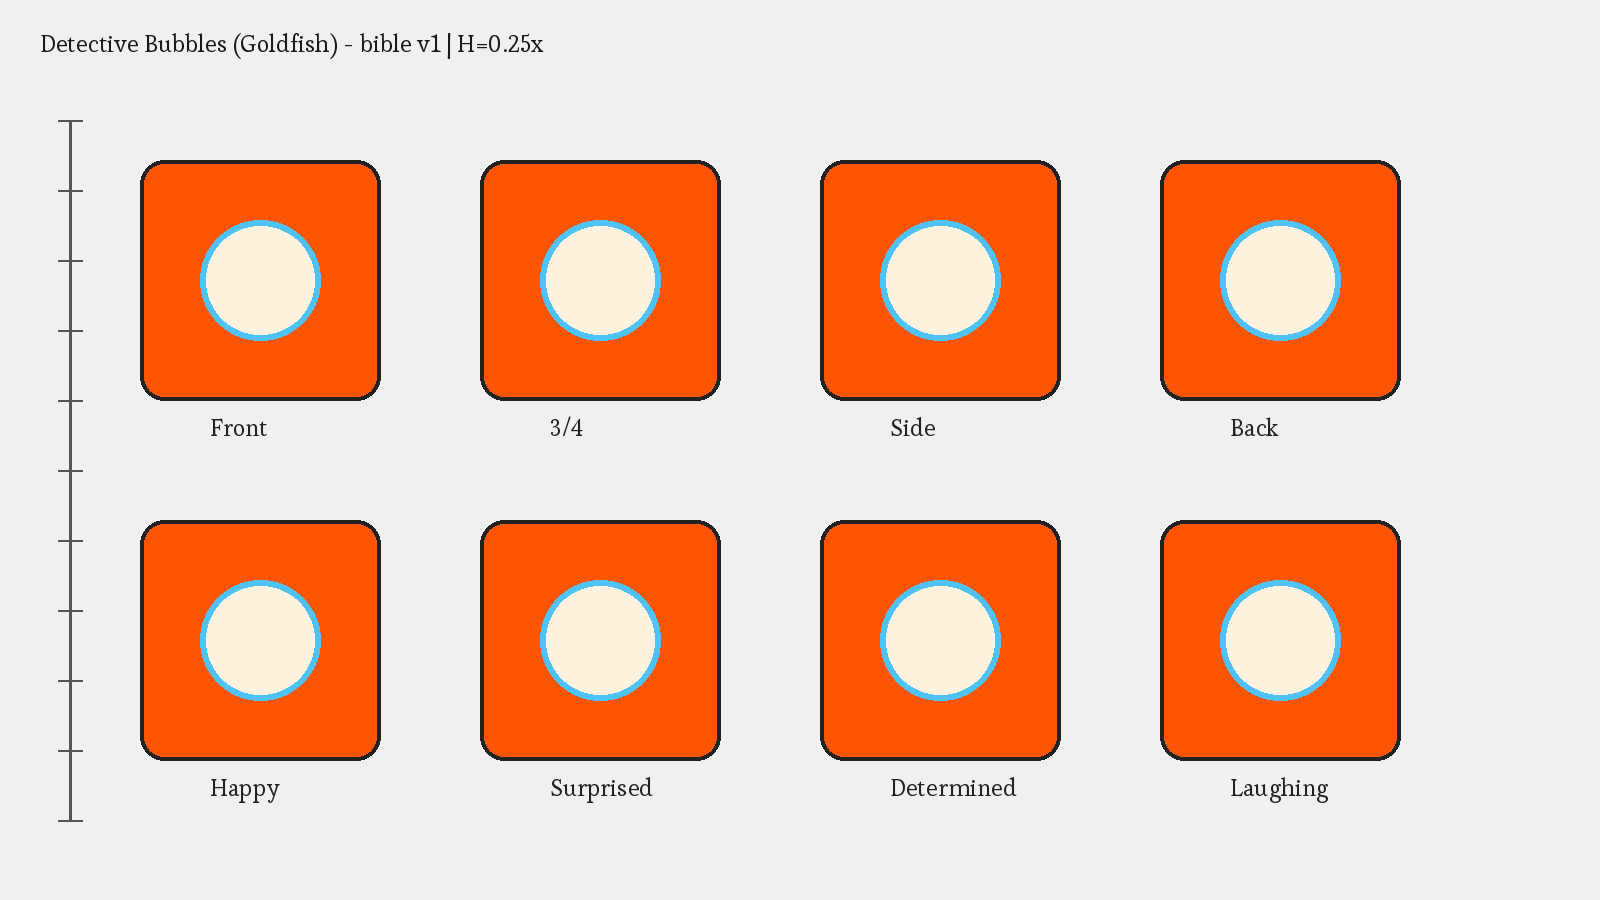 Detective Bubbles (Goldfish) - bible v1 | H=0.25x
Front
3/4
Side
Back
Happy
Surprised
Determined
Laughing